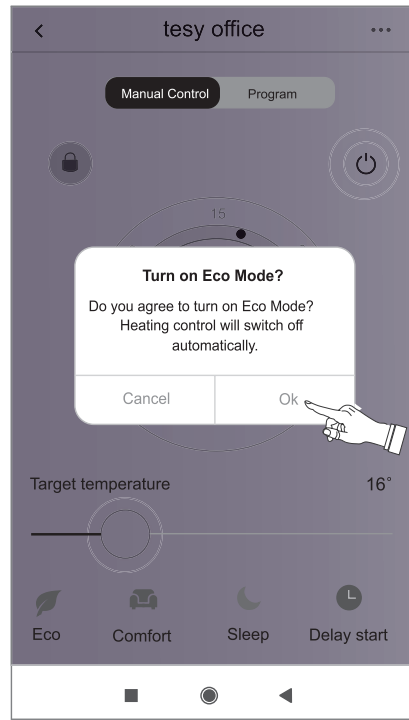 tesy office
Manual Control Program
15
Turn on Eco Mode?
Do you agree to turn on Eco Mode?
Heating control will switch off
automatically.
Cancel Ok
Target temperature 16°
Eco Comfort Sleep Delay start